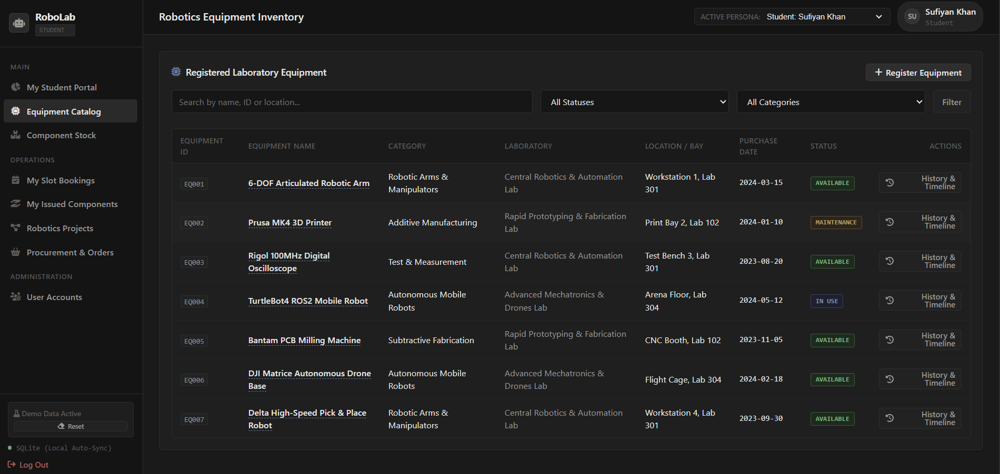 RoboLab
STUDENT
MAIN
My Student Portal
Equipment Catalog
Component Stock
OPERATIONS
My Slot Bookings
My Issued Components
Robotics Projects
Procurement & Orders
ADMINISTRATION
User Accounts
Demo Data Active
Reset
SQLite (Local Auto-Sync)
Log Out
Robotics Equipment Inventory
ACTIVE PERSONA: Student: Sufiyan Khan
SU
Sufiyan Khan
Student
Registered Laboratory Equipment
+ Register Equipment
Search by name, ID or location...
All Statuses
All Categories
Filter
EQUIPMENT
ID
EQUIPMENT NAME
CATEGORY
LABORATORY
LOCATION / BAY
PURCHASE
DATE
STATUS
ACTIONS
EQ001
6-DOF Articulated Robotic Arm
Robotic Arms &
Manipulators
Central Robotics & Automation
Lab
Workstation 1, Lab
301
2024-03-15
AVAILABLE
History &
Timeline
EQ002
Prusa MK4 3D Printer
Additive Manufacturing
Rapid Prototyping & Fabrication
Lab
Print Bay 2, Lab 102
2024-01-10
MAINTENANCE
History &
Timeline
EQ003
Rigol 100MHz Digital
Oscilloscope
Test & Measurement
Central Robotics & Automation
Lab
Test Bench 3, Lab
301
2023-08-20
AVAILABLE
History &
Timeline
EQ004
TurtleBot4 ROS2 Mobile Robot
Autonomous Mobile
Robots
Advanced Mechatronics &
Drones Lab
Arena Floor, Lab
304
2024-05-12
IN USE
History &
Timeline
EQ005
Bantam PCB Milling Machine
Subtractive Fabrication
Rapid Prototyping & Fabrication
Lab
CNC Booth, Lab 102
2023-11-05
AVAILABLE
History &
Timeline
EQ006
DJI Matrice Autonomous Drone
Base
Autonomous Mobile
Robots
Advanced Mechatronics &
Drones Lab
Flight Cage, Lab 304
2024-02-18
AVAILABLE
History &
Timeline
EQ007
Delta High-Speed Pick & Place
Robot
Robotic Arms &
Manipulators
Central Robotics & Automation
Lab
Workstation 4, Lab
301
2023-09-30
AVAILABLE
History &
Timeline